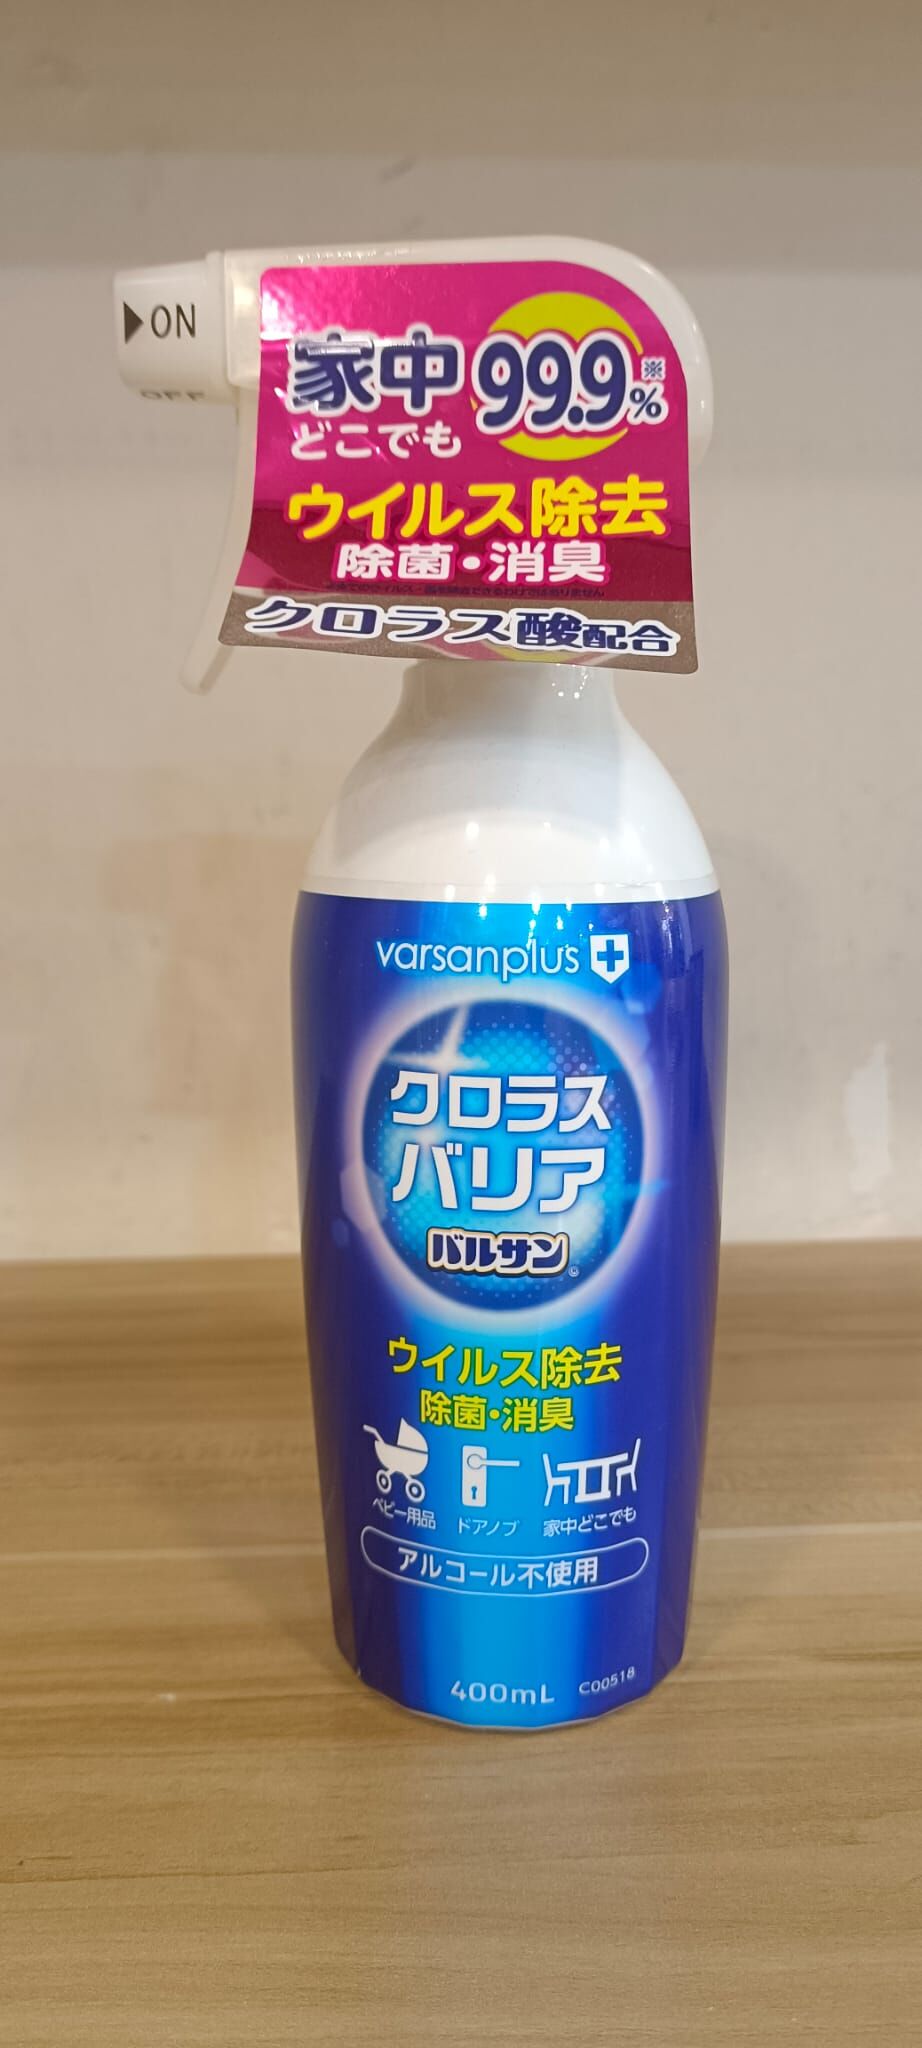 ▶ON
OFF
家中 99.9%※
どこでも
ウイルス除去
除菌・消臭
クロラス酸配合
varsanplus
クロラス
バリア
バルサン
ウイルス除去
除菌・消臭
ベビー用品 ドアノブ 家中どこでも
アルコール不使用
400mL C00518